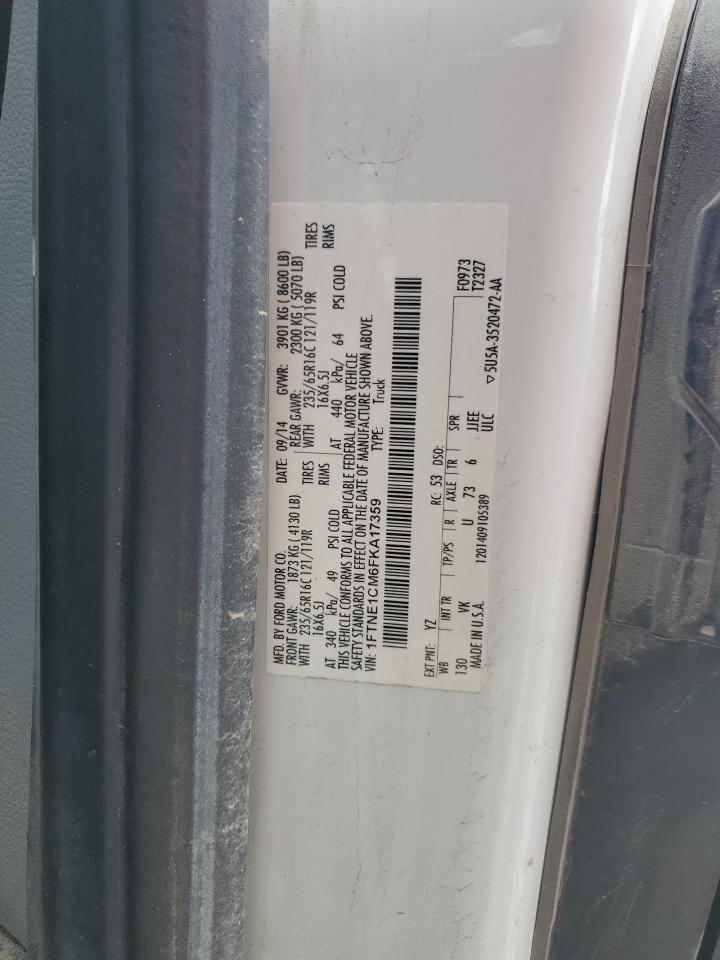 MFD. BY FORD MOTOR CO.
DATE: 09/14 GVWR: 3901 KG ( 8600 LB)
FRONT GAWR: 1873 KG ( 4130 LB) REAR GAWR: 2300 KG ( 5070 LB)
WITH 235/65R16C 121/119R TIRES WITH 235/65R16C 121/119R TIRES
16X6.5J RIMS 16X6.5J RIMS
AT 340 kPa/ 49 PSI COLD AT 440 kPa/ 64 PSI COLD
THIS VEHICLE CONFORMS TO ALL APPLICABLE FEDERAL MOTOR VEHICLE
SAFETY STANDARDS IN EFFECT ON THE DATE OF MANUFACTURE SHOWN ABOVE.
VIN: 1FTNE1CM6FKA17359 TYPE: Truck
EXT PNT: YZ RC: 53 DSO:
WB INT TR TP/PS R AXLE TR SPR F0973
130 VK U 73 6 JJEE T2327
MADE IN U.S.A. 1201409105389 ULC
▽5U5A-3520472-AA